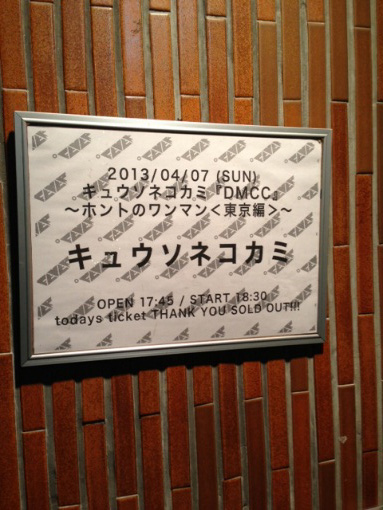 2013/04/07 (SUN)
キュウソネコカミ『DMCC』
～ホントのワンマン＜東京編＞～
キュウソネコカミ
OPEN 17:45 / START 18:30
todays ticket THANK YOU SOLD OUT!!!